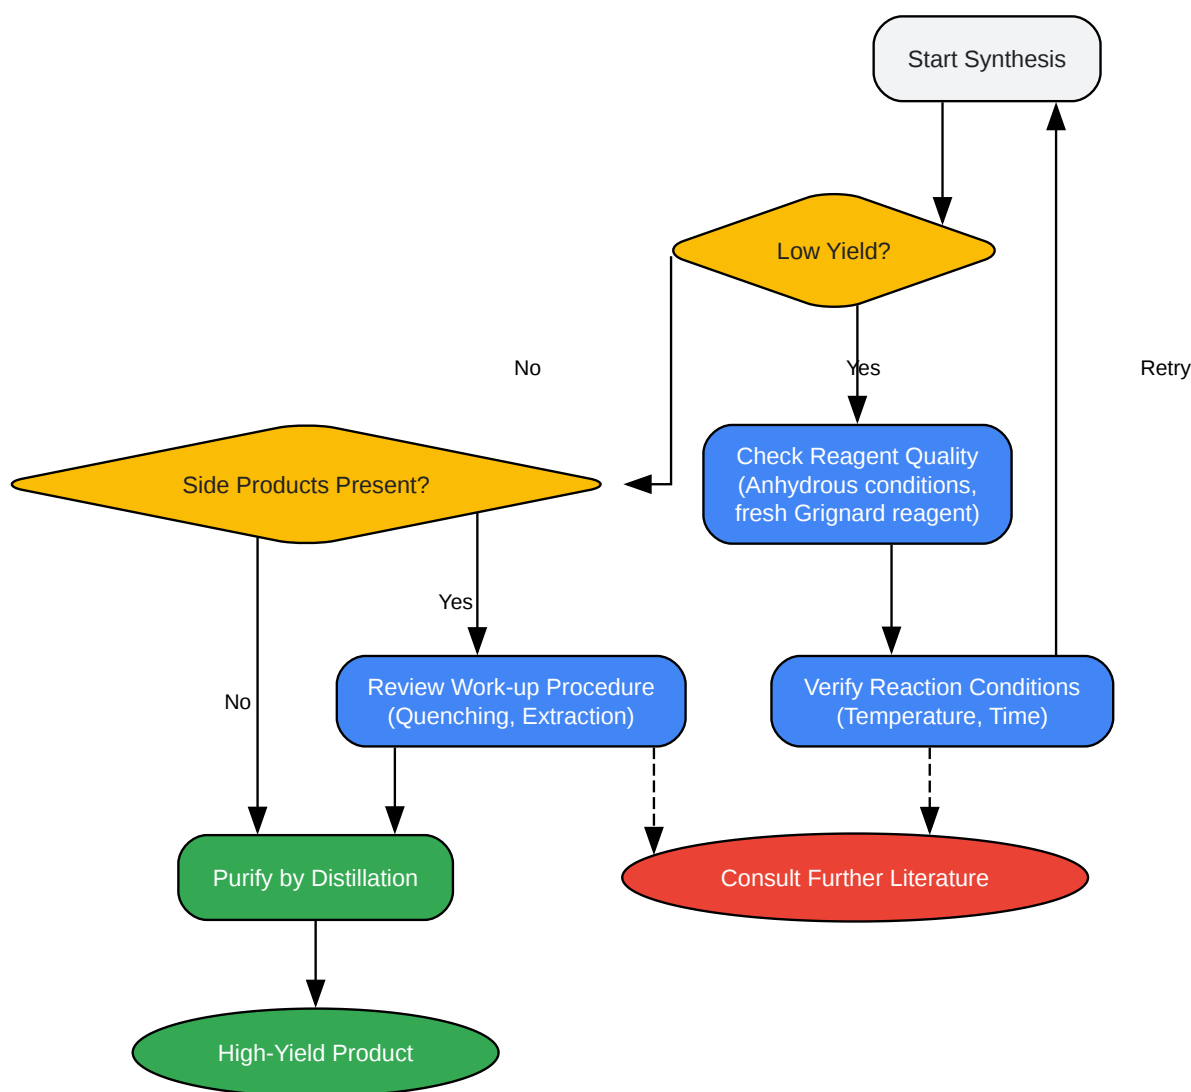 Start Synthesis
Low Yield?
No
Yes
Retry
Side Products Present?
Check Reagent Quality
(Anhydrous conditions,
fresh Grignard reagent)
Yes
No
Review Work-up Procedure
(Quenching, Extraction)
Verify Reaction Conditions
(Temperature, Time)
Purify by Distillation
Consult Further Literature
High-Yield Product